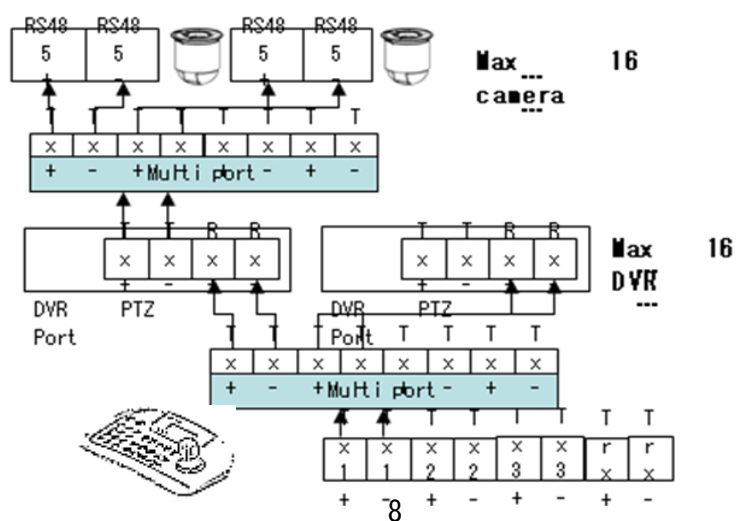 RS48 RS48 RS48 RS48
5 5 5 5
+ - + -
Max ... 16
camera
T T T T T T T T
x x x x x x x x
+ - + Multi port - + -
T T R R T T R R
x x x x x x x x
+ - + - + - + -
Max 16
DVR
DVR PTZ DVR PTZ
Port Port
T T T T T T T T
x x x x x x x x
+ - + Multi port - + -
T T T T T T T T
x x x x x x r r
1 1 2 2 3 3 x x
+ - + - + - + -
8